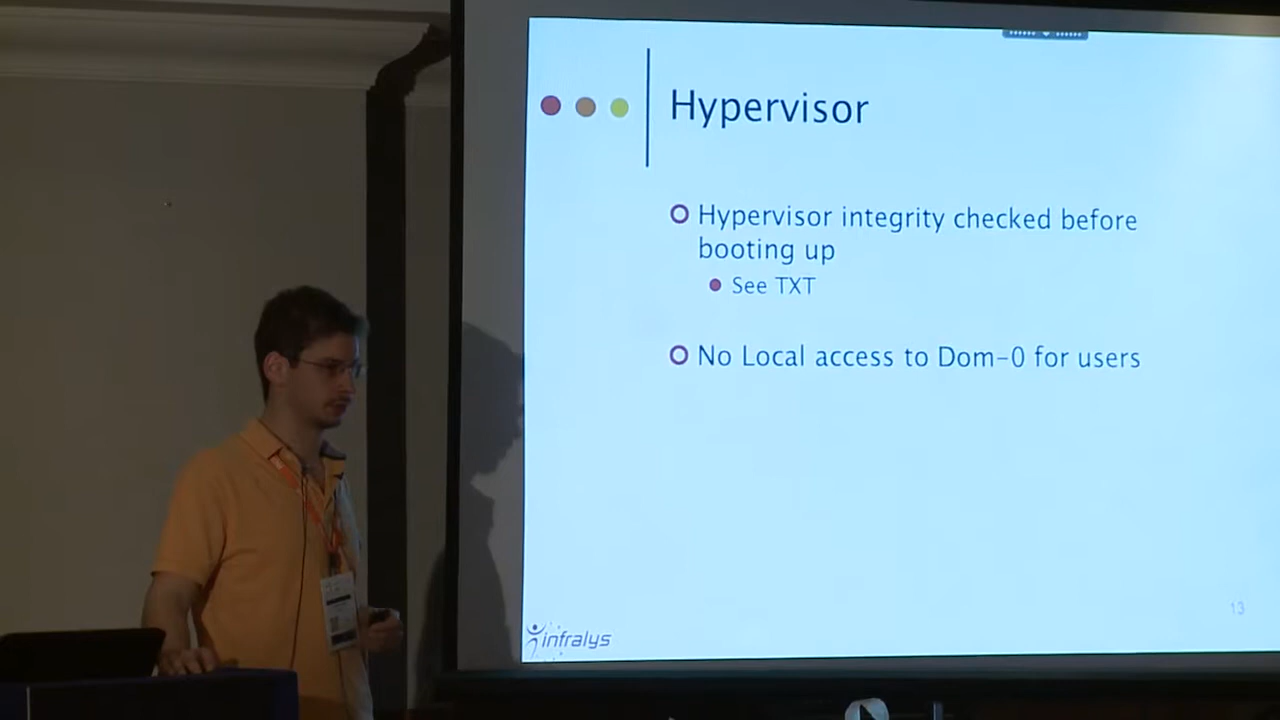 Hypervisor
Hypervisor integrity checked before
booting up
See TXT
No Local access to Dom-0 for users
13
infralys